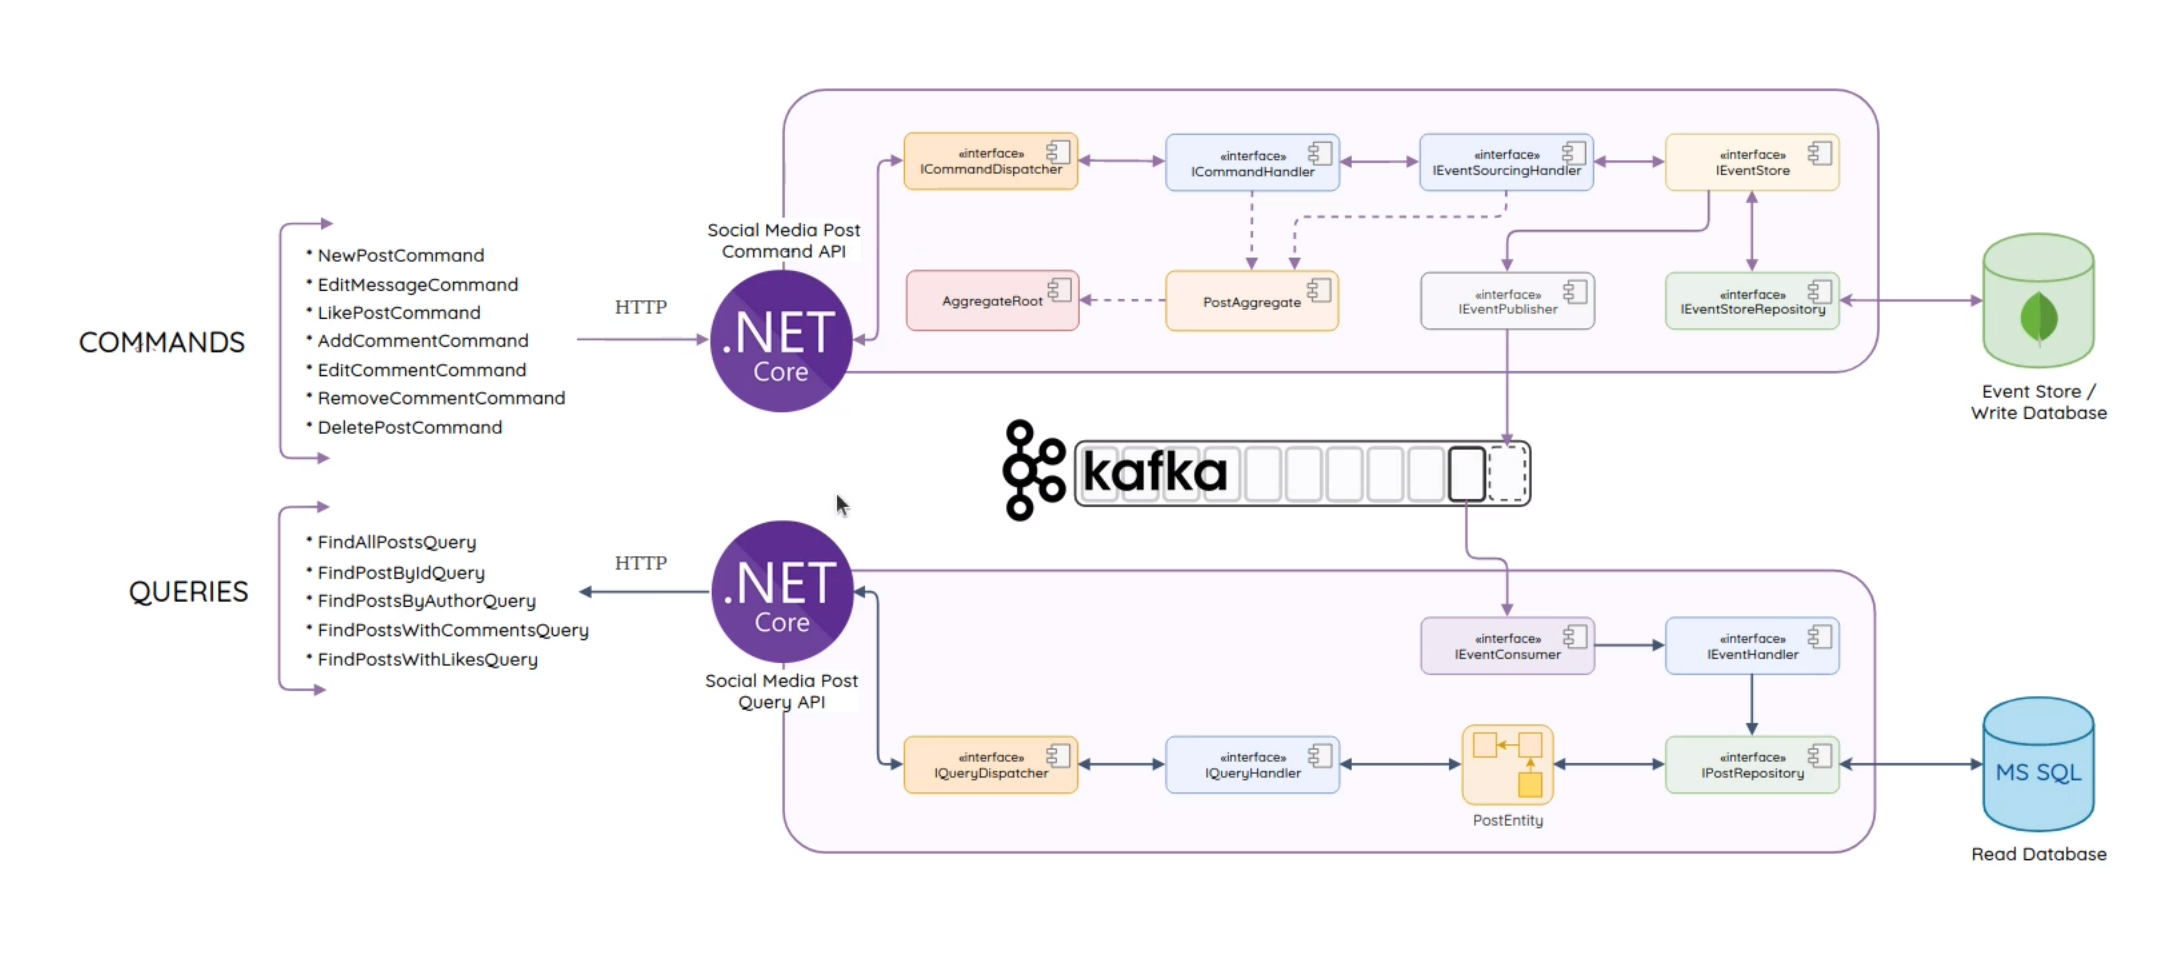 COMMANDS
* NewPostCommand
* EditMessageCommand
* LikePostCommand
* AddCommentCommand
* EditCommentCommand
* RemoveCommentCommand
* DeletePostCommand
HTTP
Social Media Post
Command API
.NET
Core
«interface»
ICommandDispatcher
«interface»
ICommandHandler
«interface»
IEventSourcingHandler
«interface»
IEventStore
AggregateRoot
PostAggregate
«interface»
IEventPublisher
«interface»
IEventStoreRepository
Event Store /
Write Database
kafka
QUERIES
* FindAllPostsQuery
* FindPostByIdQuery
* FindPostsByAuthorQuery
* FindPostsWithCommentsQuery
* FindPostsWithLikesQuery
HTTP
.NET
Core
Social Media Post
Query API
«interface»
IEventConsumer
«interface»
IEventHandler
«interface»
IQueryDispatcher
«interface»
IQueryHandler
PostEntity
«interface»
IPostRepository
MS SQL
Read Database